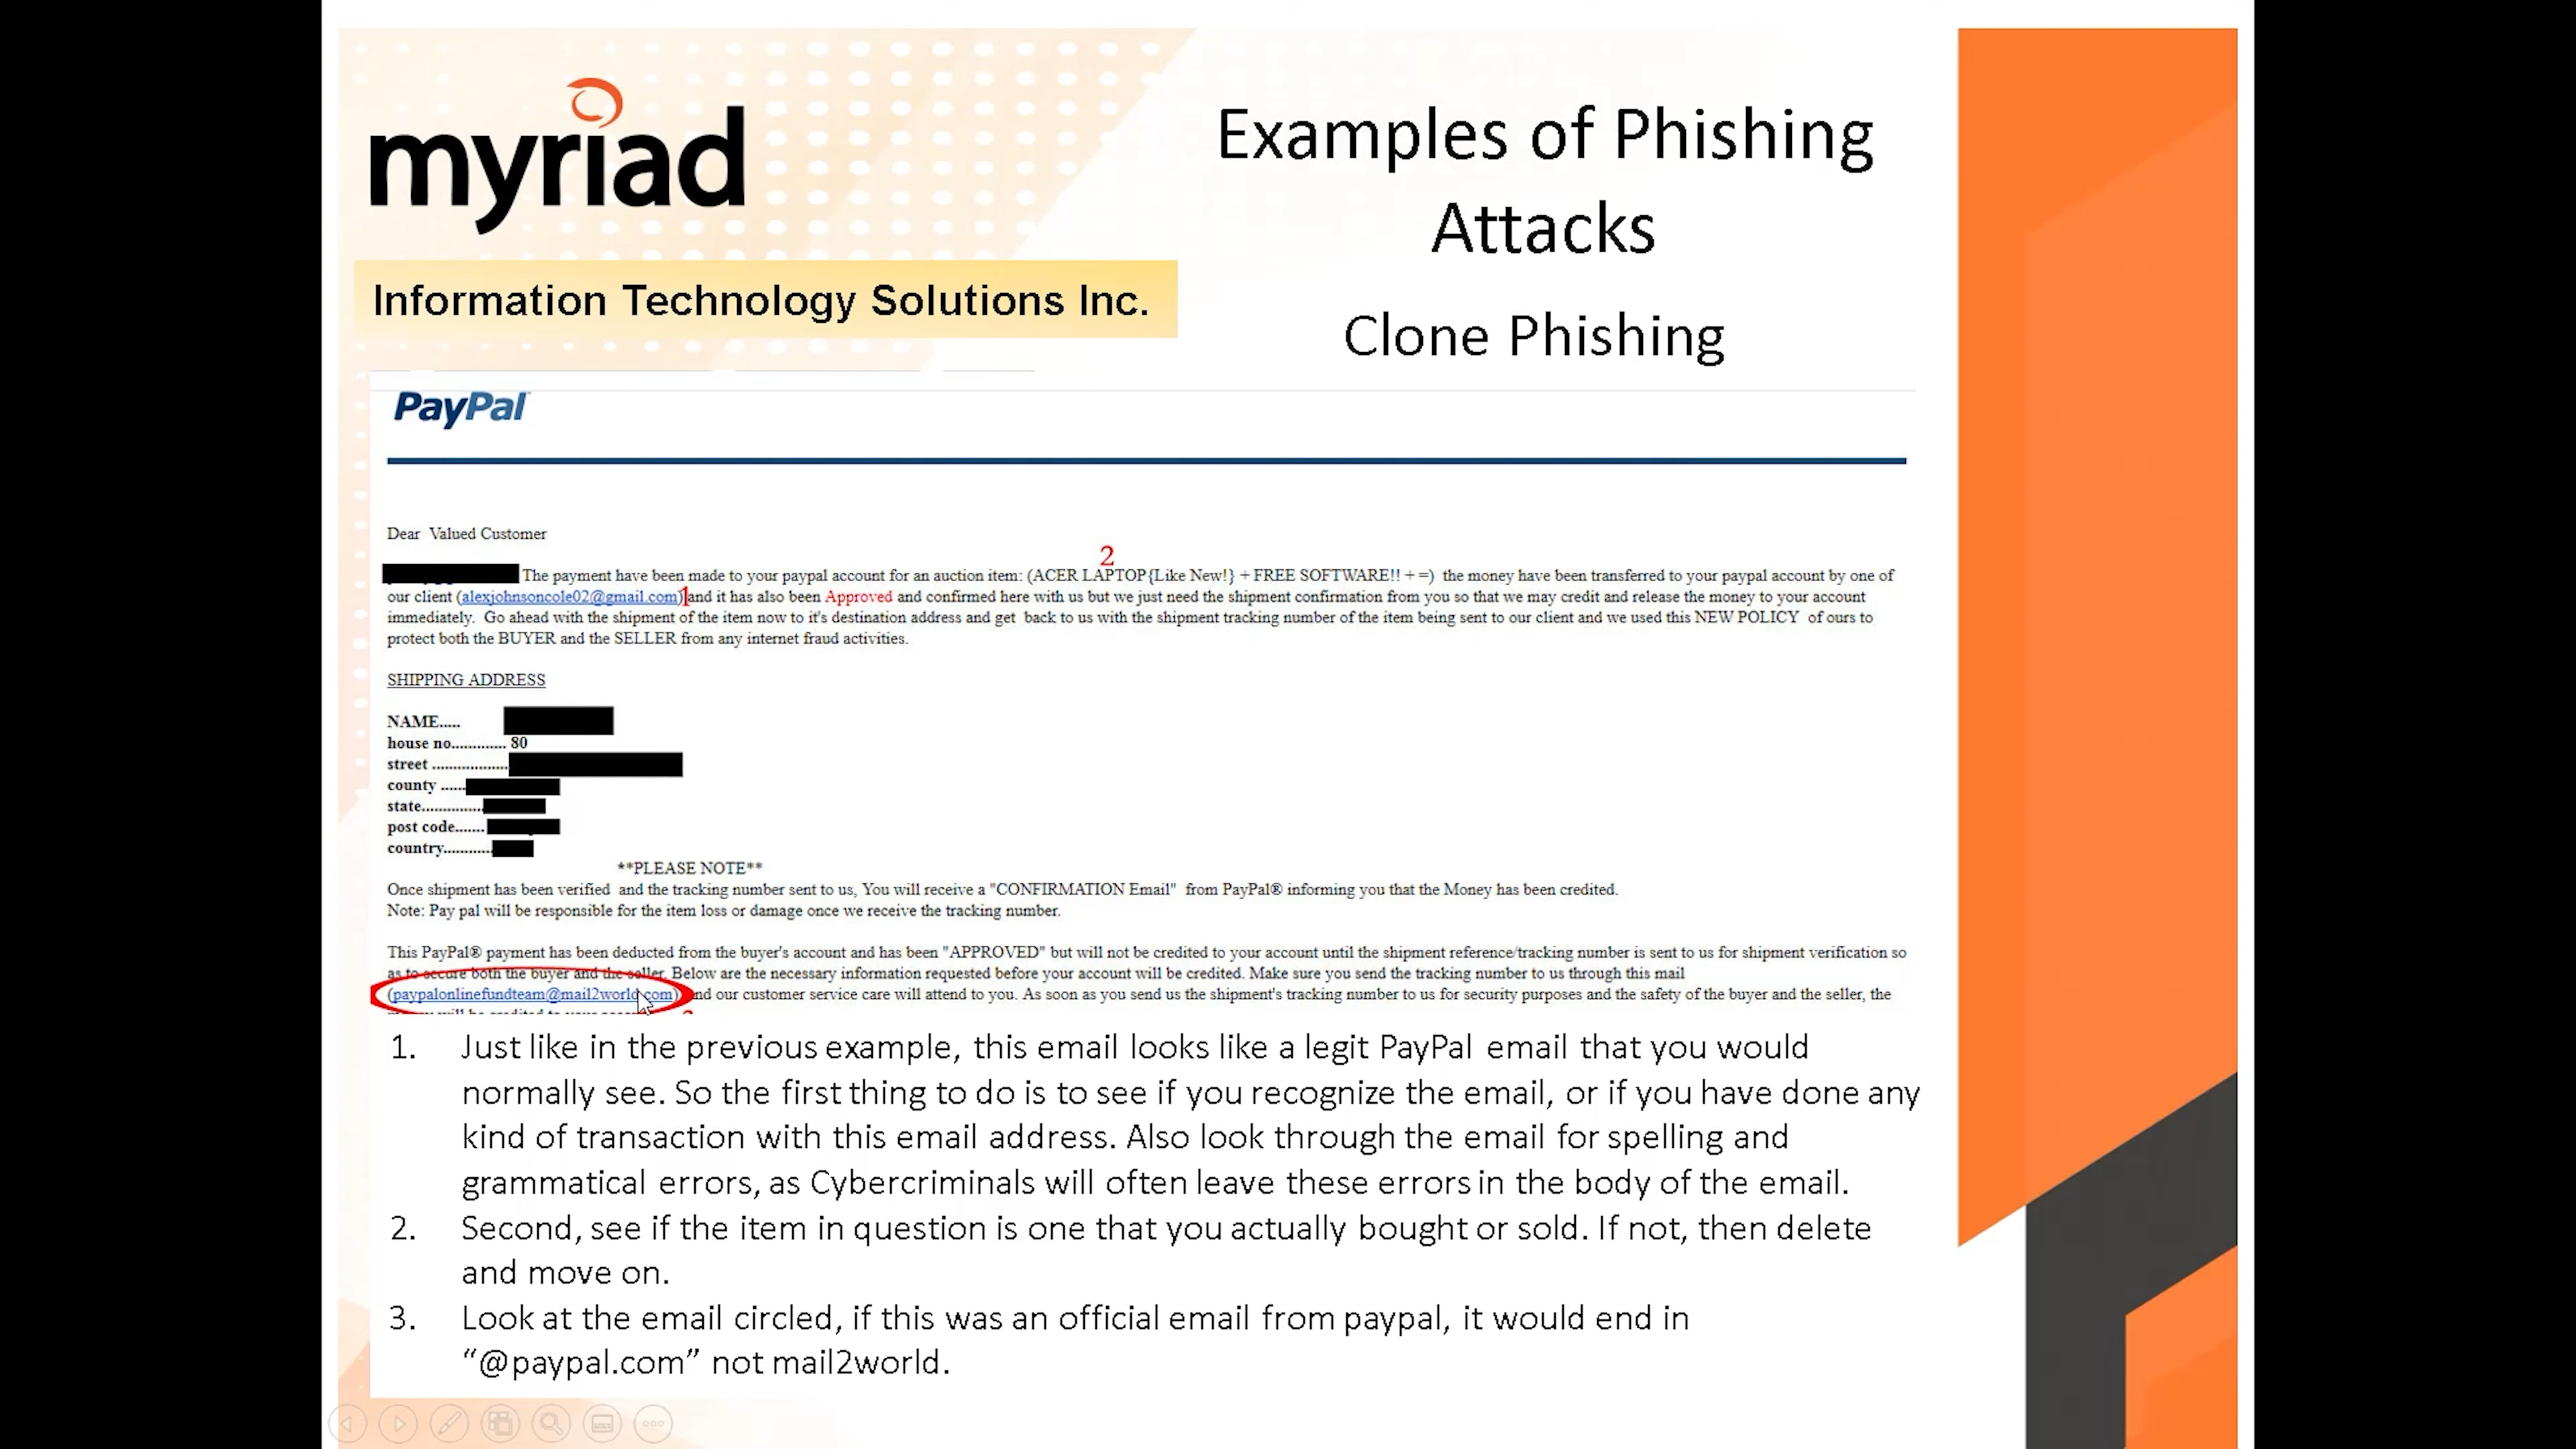 myriad
Information Technology Solutions Inc.
Examples of Phishing
Attacks
Clone Phishing
PayPal
Dear Valued Customer
2
The payment have been made to your paypal account for an auction item: (ACER LAPTOP{Like New!} + FREE SOFTWARE!! + =) the money have been transferred to your paypal account by one of
our client (alexjohnsoncole02@gmail.com)1and it has also been Approved and confirmed here with us but we just need the shipment confirmation from you so that we may credit and release the money to your account
immediately. Go ahead with the shipment of the item now to it's destination address and get back to us with the shipment tracking number of the item being sent to our client and we used this NEW POLICY of ours to
protect both the BUYER and the SELLER from any internet fraud activities.
SHIPPING ADDRESS
NAME.....
house no............. 80
street ..................
county ......
state..............
post code.......
country...........
**PLEASE NOTE**
Once shipment has been verified and the tracking number sent to us, You will receive a "CONFIRMATION Email" from PayPal® informing you that the Money has been credited.
Note: Pay pal will be responsible for the item loss or damage once we receive the tracking number.
This PayPal® payment has been deducted from the buyer's account and has been "APPROVED" but will not be credited to your account until the shipment reference/tracking number is sent to us for shipment verification so
as to secure both the buyer and the seller. Below are the necessary information requested before your account will be credited. Make sure you send the tracking number to us through this mail
(paypalonlinefundteam@mail2world.com) and our customer service care will attend to you. As soon as you send us the shipment's tracking number to us for security purposes and the safety of the buyer and the seller, the
will be credited to your
1. Just like in the previous example, this email looks like a legit PayPal email that you would
normally see. So the first thing to do is to see if you recognize the email, or if you have done any
kind of transaction with this email address. Also look through the email for spelling and
grammatical errors, as Cybercriminals will often leave these errors in the body of the email.
2. Second, see if the item in question is one that you actually bought or sold. If not, then delete
and move on.
3. Look at the email circled, if this was an official email from paypal, it would end in
“@paypal.com” not mail2world.